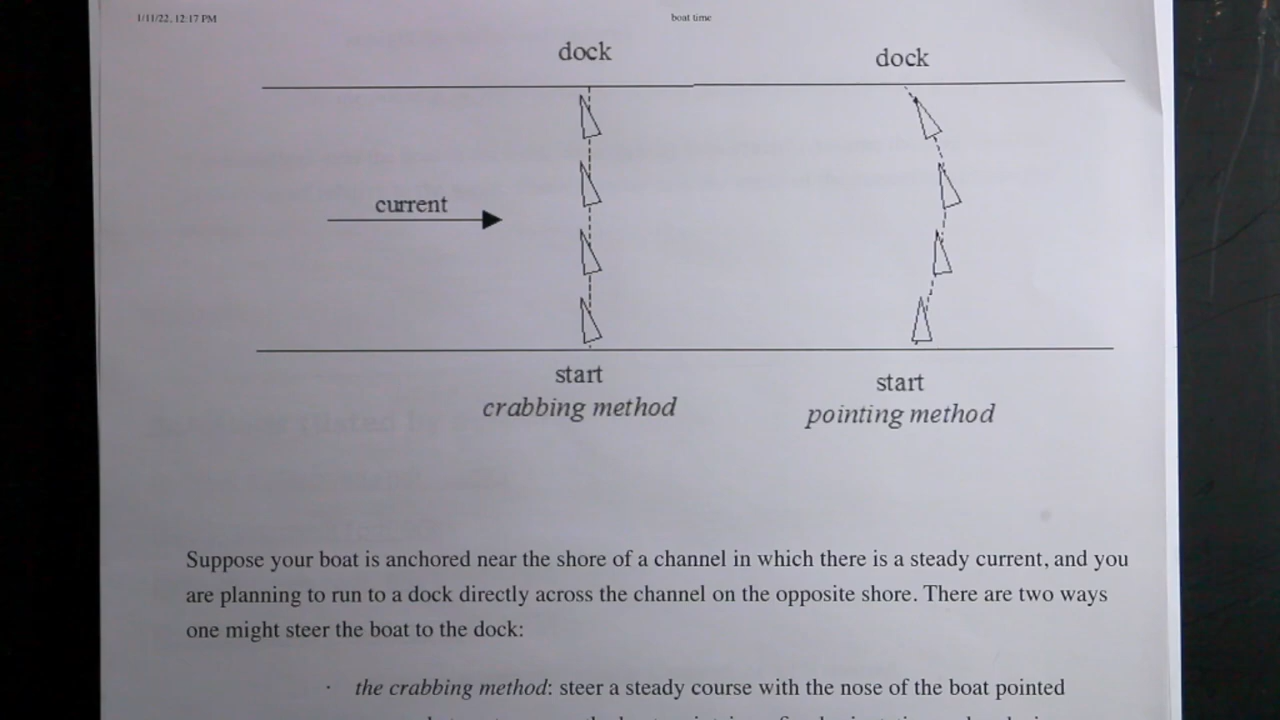 1/11/22, 12:17 PM
boat time
dock
dock
current
start
start
crabbing method
pointing method
Suppose your boat is anchored near the shore of a channel in which there is a steady current, and you
are planning to run to a dock directly across the channel on the opposite shore. There are two ways
one might steer the boat to the dock:
· the crabbing method: steer a steady course with the nose of the boat pointed